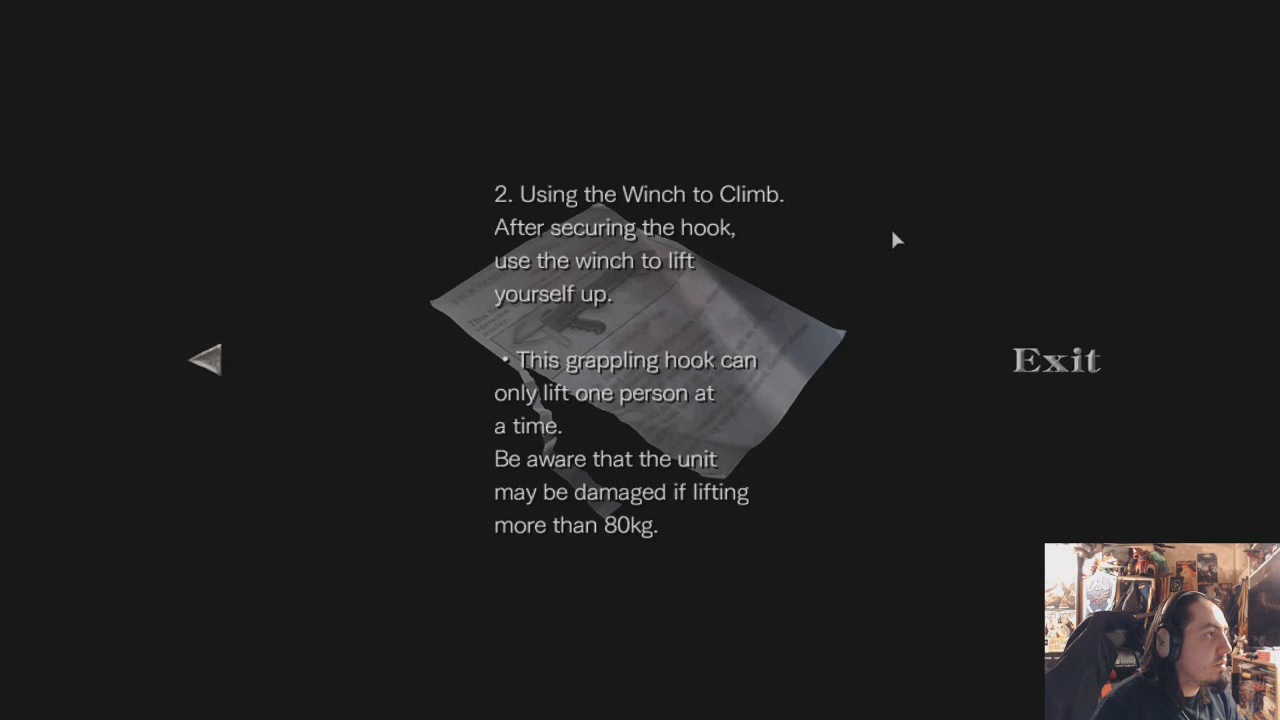 2. Using the Winch to Climb.
After securing the hook,
use the winch to lift
yourself up.
・This grappling hook can
only lift one person at
a time.
Be aware that the unit
may be damaged if lifting
more than 80kg.
Exit